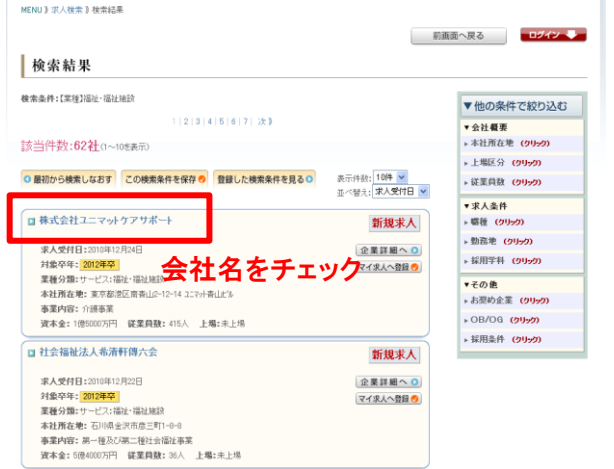 MENU 》 求人検索 》 検索結果
前画面へ戻る
ログイン
検索結果
検索条件:【業種】福祉・福祉施設
1 | 2 | 3 | 4 | 5 | 6 | 7 | 次》
該当件数:62社(1~10を表示)
最初から検索しなおす この検索条件を保存 登録した検索条件を見る
表示件数: 10件
並べ替え: 求人受付日
株式会社ユニマットケアサポート
新規求人
求人受付日:2010年12月24日
企業詳細へ
対象卒年: 2012年卒
会社名をチェック
マイ求人へ登録
業種分類:サービス:福祉・福祉施設
本社所在地: 東京都港区南青山2-12-14 ユニマット青山ビル
事業内容: 介護事業
資本金: 1億5000万円 従業員数: 415人 上場:未上場
社会福祉法人希清軒傳六会
新規求人
求人受付日:2010年12月22日
企業詳細へ
対象卒年: 2012年卒
マイ求人へ登録
業種分類:サービス:福祉・福祉施設
本社所在地: 石川県金沢市彦三町1-8-8
事業内容: 第一種及び第二種社会福祉事業
資本金: 5億4000万円 従業員数: 36人 上場:未上場
▼他の条件で絞り込む
▼会社概要
本社所在地 (クリック)
上場区分 (クリック)
従業員数 (クリック)
▼求人条件
職種 (クリック)
勤務地 (クリック)
採用学科 (クリック)
▼その他
お奨め企業 (クリック)
OB/OG (クリック)
採用条件 (クリック)